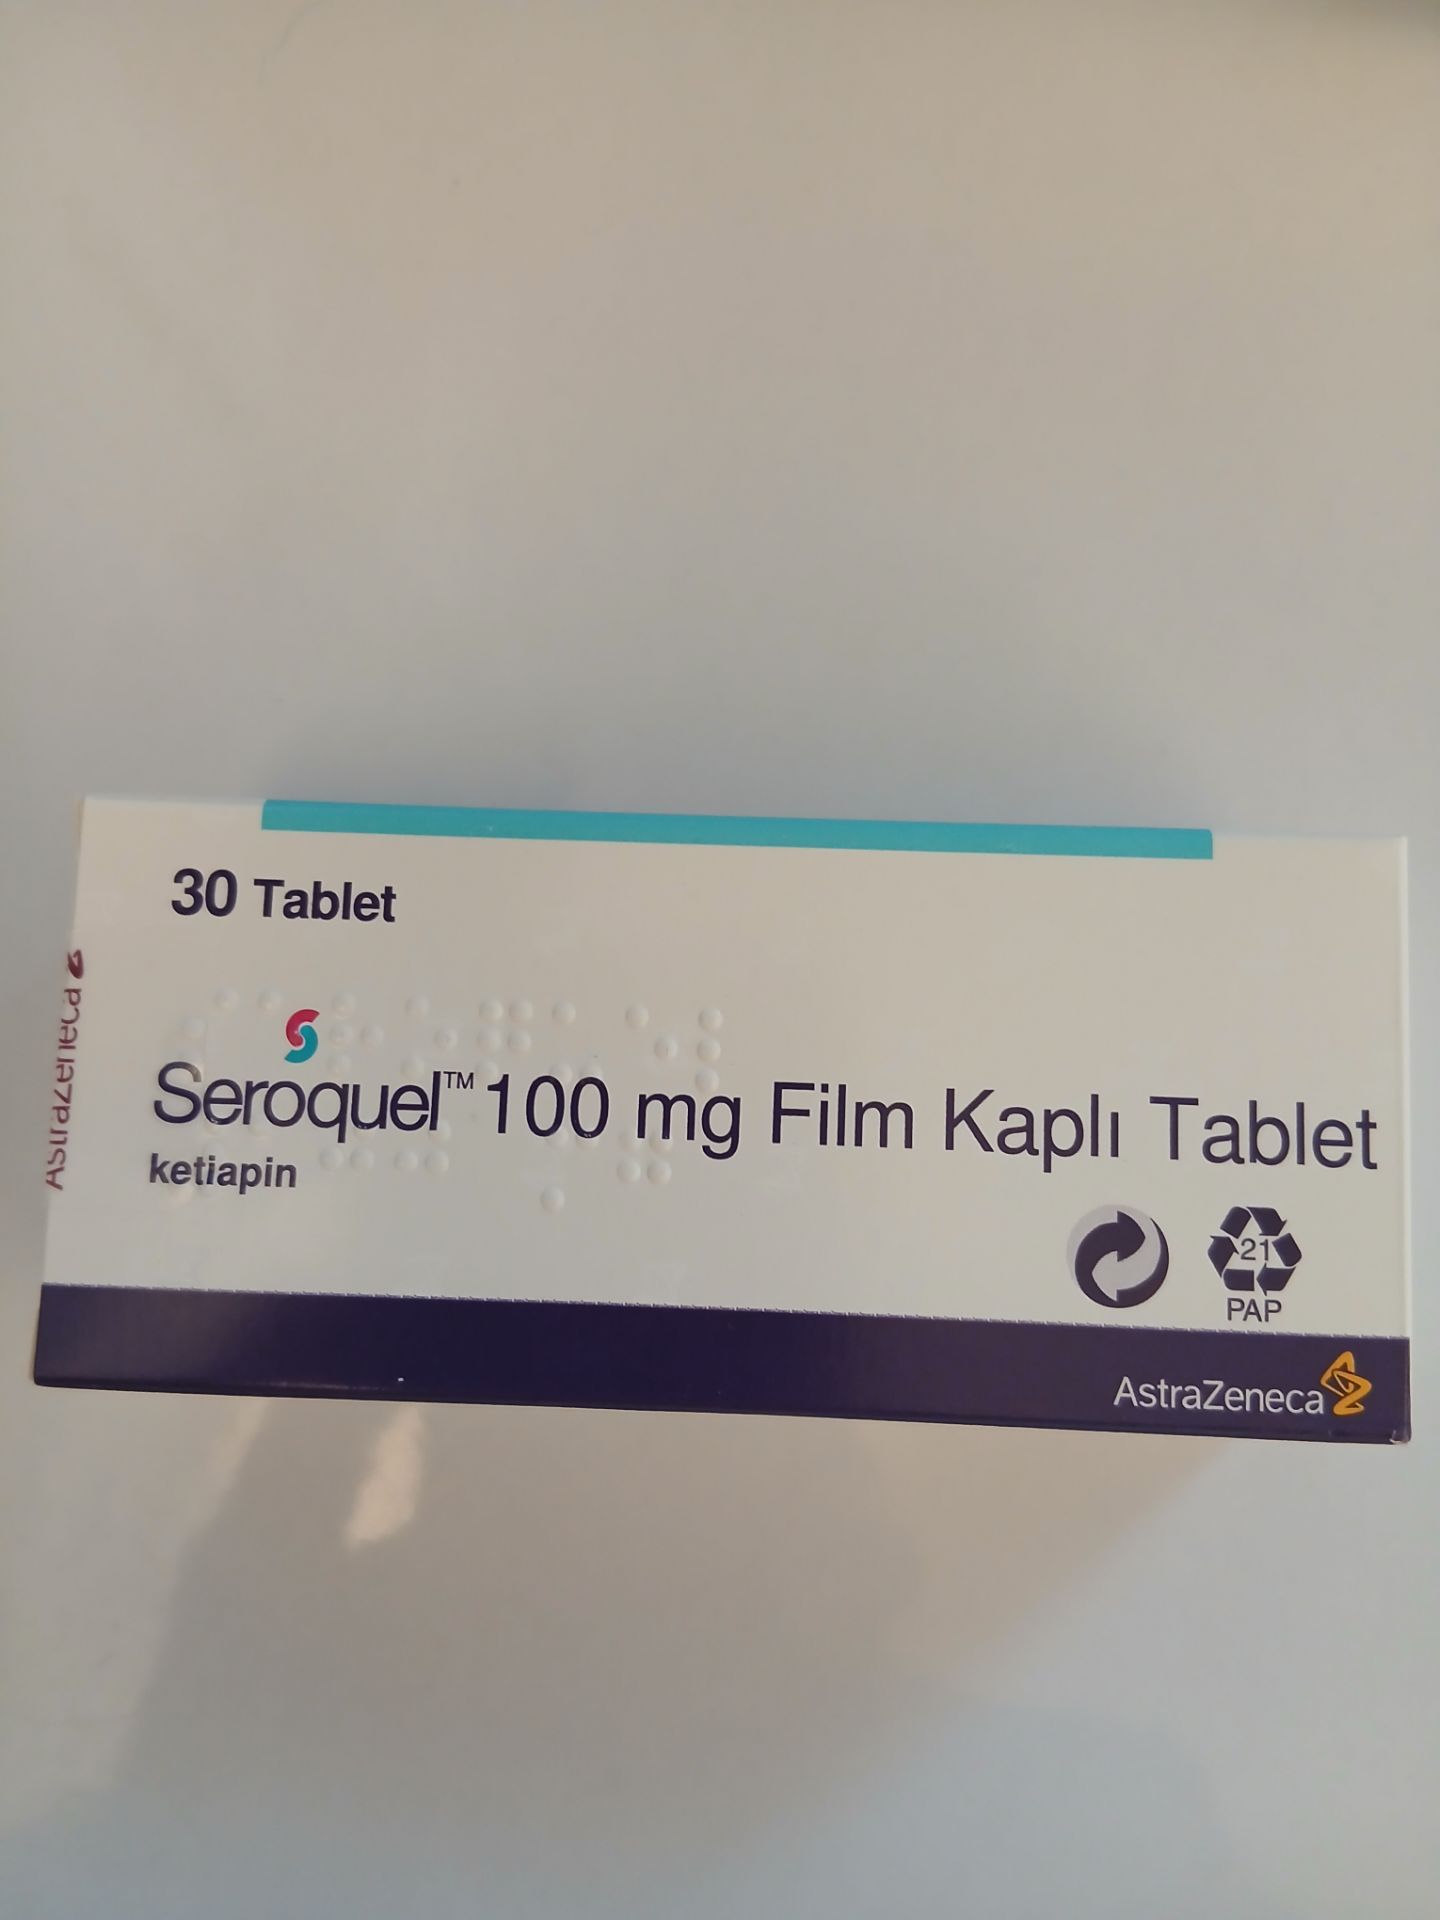 30 Tablet
AstraZeneca
Seroquel™ 100 mg Film Kaplı Tablet
ketiapin
21
PAP
AstraZeneca